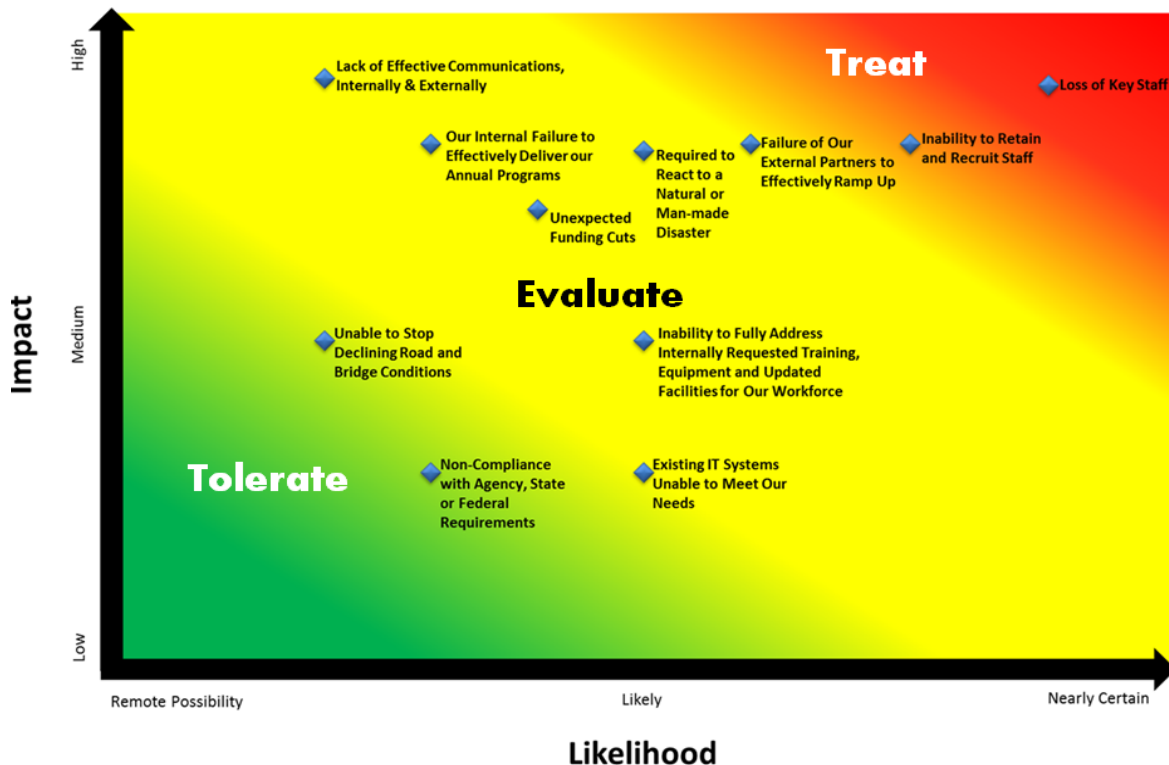 High
Treat
Lack of Effective Communications,
Internally & Externally
Loss of Key Staff
Our Internal Failure to
Effectively Deliver our
Annual Programs
Required to
React to a
Natural or
Man-made
Disaster
Failure of Our
External Partners to
Effectively Ramp Up
Inability to Retain
and Recruit Staff
Unexpected
Funding Cuts
Evaluate
Impact
Medium
Unable to Stop
Declining Road and
Bridge Conditions
Inability to Fully Address
Internally Requested Training,
Equipment and Updated
Facilities for Our Workforce
Tolerate
Non-Compliance
with Agency, State
or Federal
Requirements
Existing IT Systems
Unable to Meet Our
Needs
Low
Remote Possibility
Likely
Nearly Certain
Likelihood